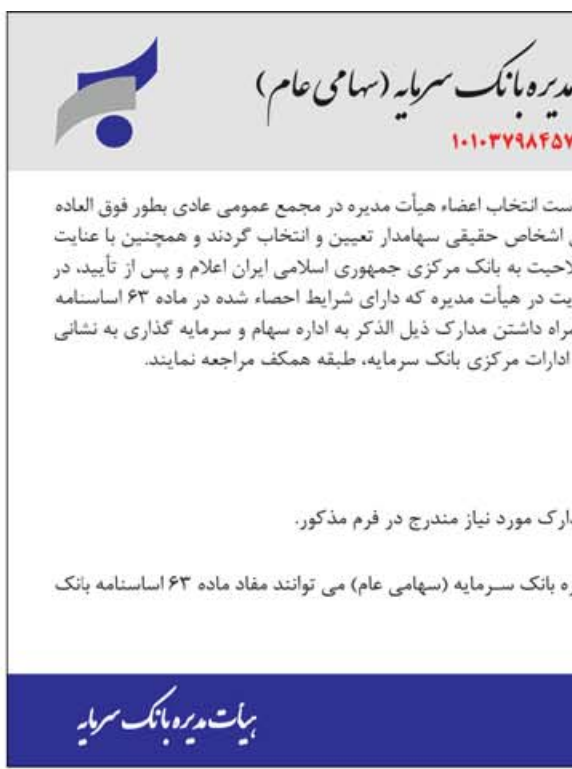 مدیره بانک سرمایه (سهامی عام)
۱۰۱۰۳۷۹۸۴۵۷
ست انتخاب اعضاء هیأت مدیره در مجمع عمومی عادی بطور فوق العاده
اشخاص حقیقی سهامدار تعیین و انتخاب گردند و همچنین با عنایت
لاحیت به بانک مرکزی جمهوری اسلامی ایران اعلام و پس از تأیید، در
یت در هیأت مدیره که دارای شرایط احصاء شده در ماده ۶۳ اساسنامه
مراه داشتن مدارک ذیل الذکر به اداره سهام و سرمایه گذاری به نشانی
ادارات مرکزی بانک سرمایه، طبقه همکف مراجعه نمایند.
دارک مورد نیاز مندرج در فرم مذکور.
ره بانک سـرمایه (سهامی عام) می توانند مفاد ماده ۶۳ اساسنامه بانک
هیأت مدیره بانک سرمایه